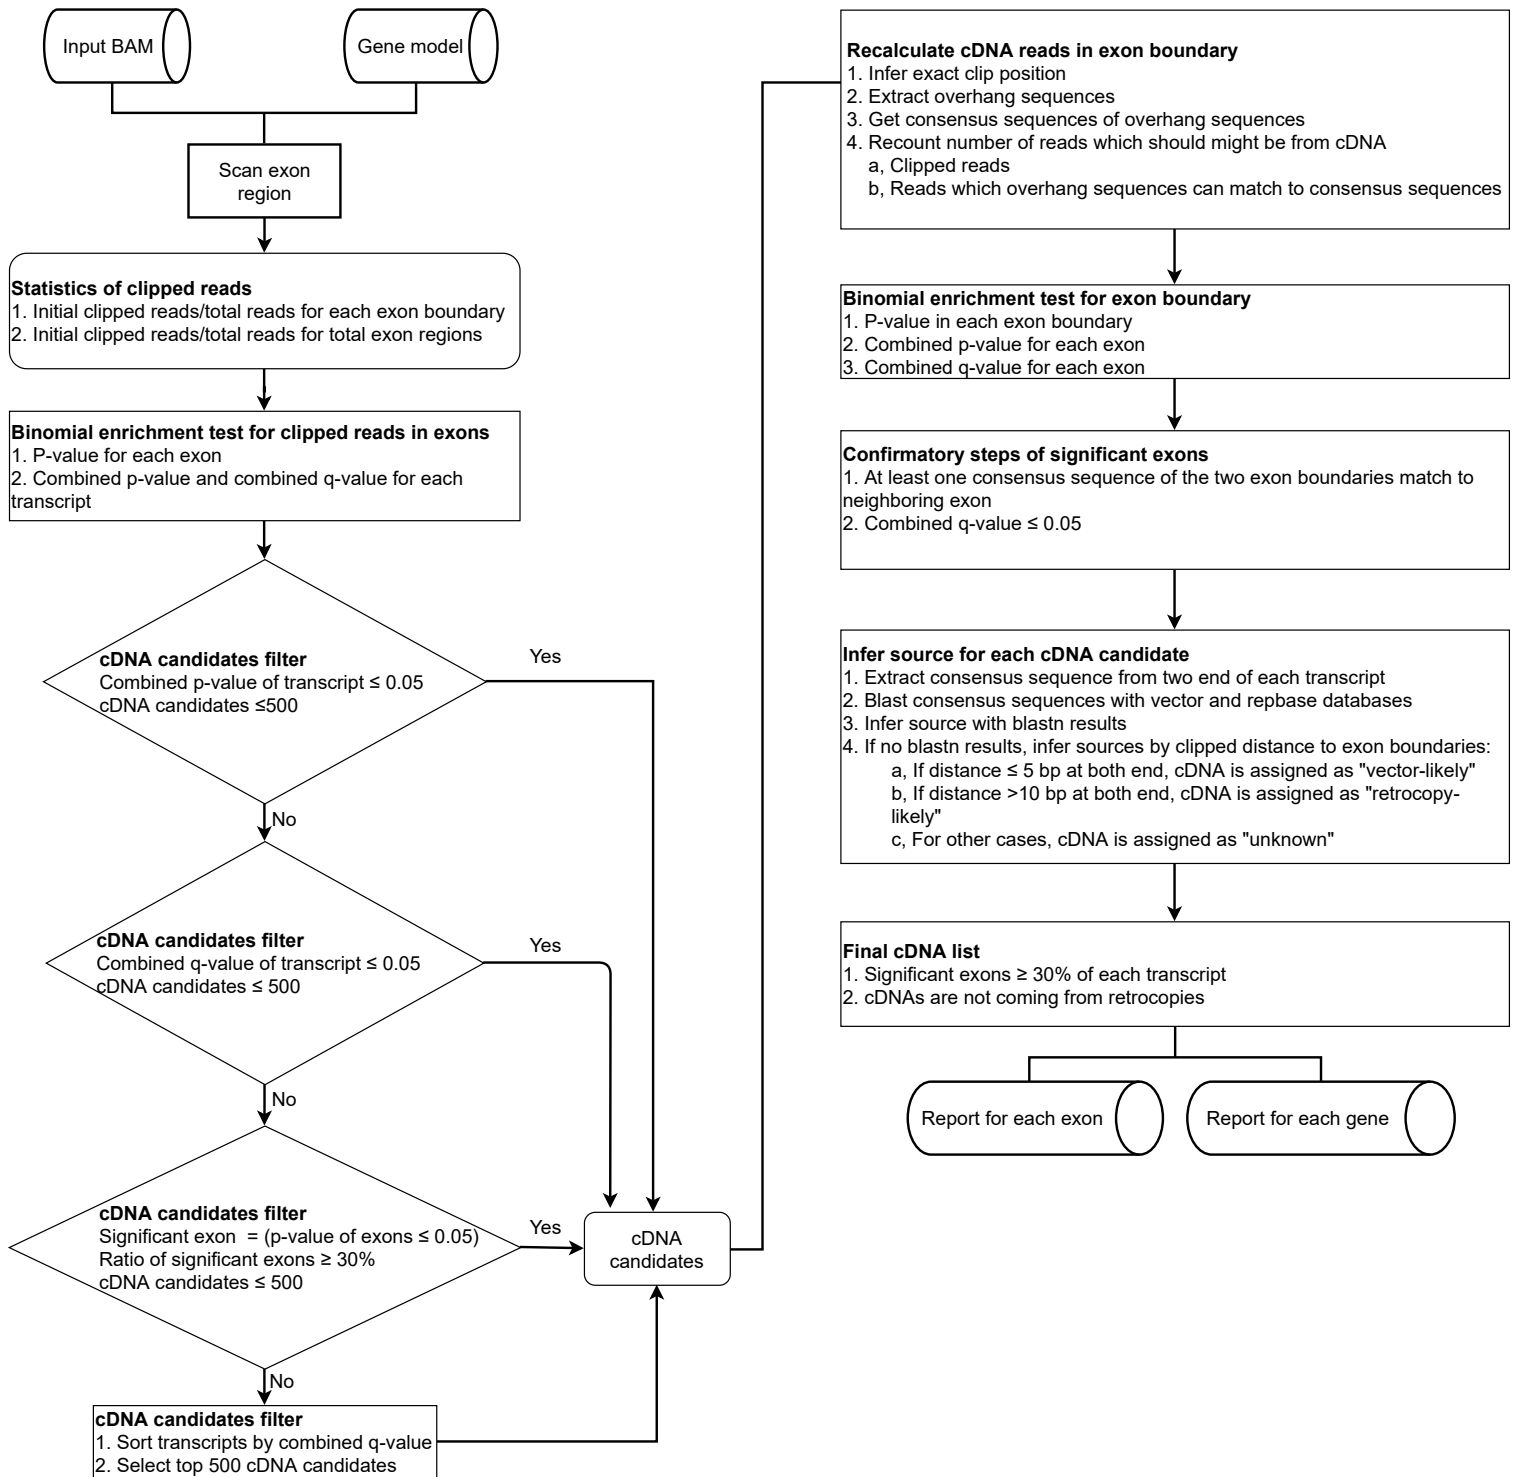 Input BAM
Gene model
Scan exon
region
Statistics of clipped reads
1. Initial clipped reads/total reads for each exon boundary
2. Initial clipped reads/total reads for total exon regions
Binomial enrichment test for clipped reads in exons
1. P-value for each exon
2. Combined p-value and combined q-value for each
transcript
cDNA candidates filter
Combined p-value of transcript ≤ 0.05
cDNA candidates ≤500
Yes
No
cDNA candidates filter
Combined q-value of transcript ≤ 0.05
cDNA candidates ≤ 500
Yes
No
cDNA candidates filter
Significant exon = (p-value of exons ≤ 0.05)
Ratio of significant exons ≥ 30%
cDNA candidates ≤ 500
Yes
No
cDNA candidates filter
1. Sort transcripts by combined q-value
2. Select top 500 cDNA candidates
cDNA
candidates
Recalculate cDNA reads in exon boundary
1. Infer exact clip position
2. Extract overhang sequences
3. Get consensus sequences of overhang sequences
4. Recount number of reads which should might be from cDNA
a, Clipped reads
b, Reads which overhang sequences can match to consensus sequences
Binomial enrichment test for exon boundary
1. P-value in each exon boundary
2. Combined p-value for each exon
3. Combined q-value for each exon
Confirmatory steps of significant exons
1. At least one consensus sequence of the two exon boundaries match to
neighboring exon
2. Combined q-value ≤ 0.05
Infer source for each cDNA candidate
1. Extract consensus sequence from two end of each transcript
2. Blast consensus sequences with vector and repbase databases
3. Infer source with blastn results
4. If no blastn results, infer sources by clipped distance to exon boundaries:
a, If distance ≤ 5 bp at both end, cDNA is assigned as "vector-likely"
b, If distance >10 bp at both end, cDNA is assigned as "retrocopy-
likely"
c, For other cases, cDNA is assigned as "unknown"
Final cDNA list
1. Significant exons ≥ 30% of each transcript
2. cDNAs are not coming from retrocopies
Report for each exon
Report for each gene